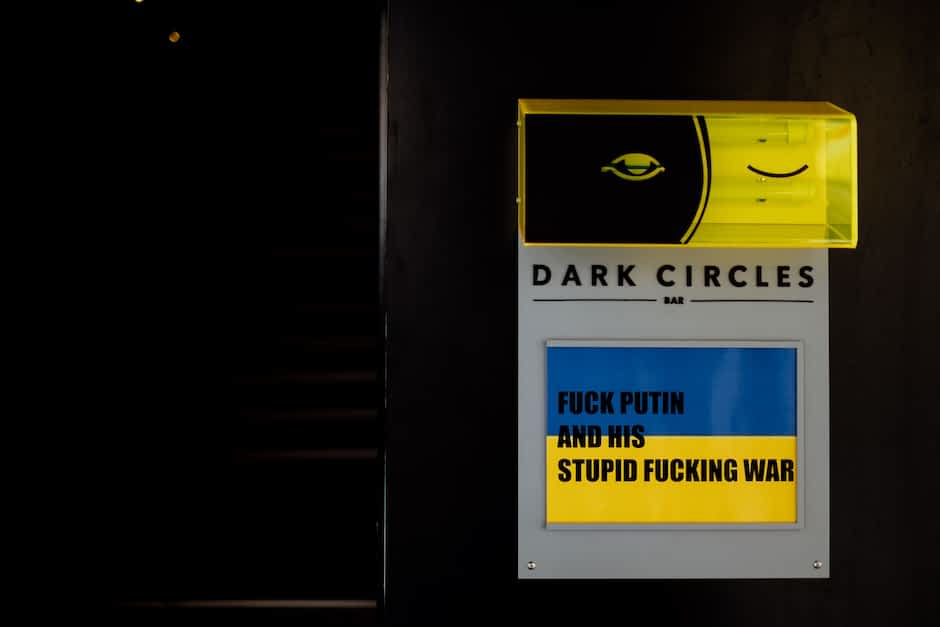 DARK CIRCLES
BAR
FUCK PUTIN
AND HIS
STUPID FUCKING WAR